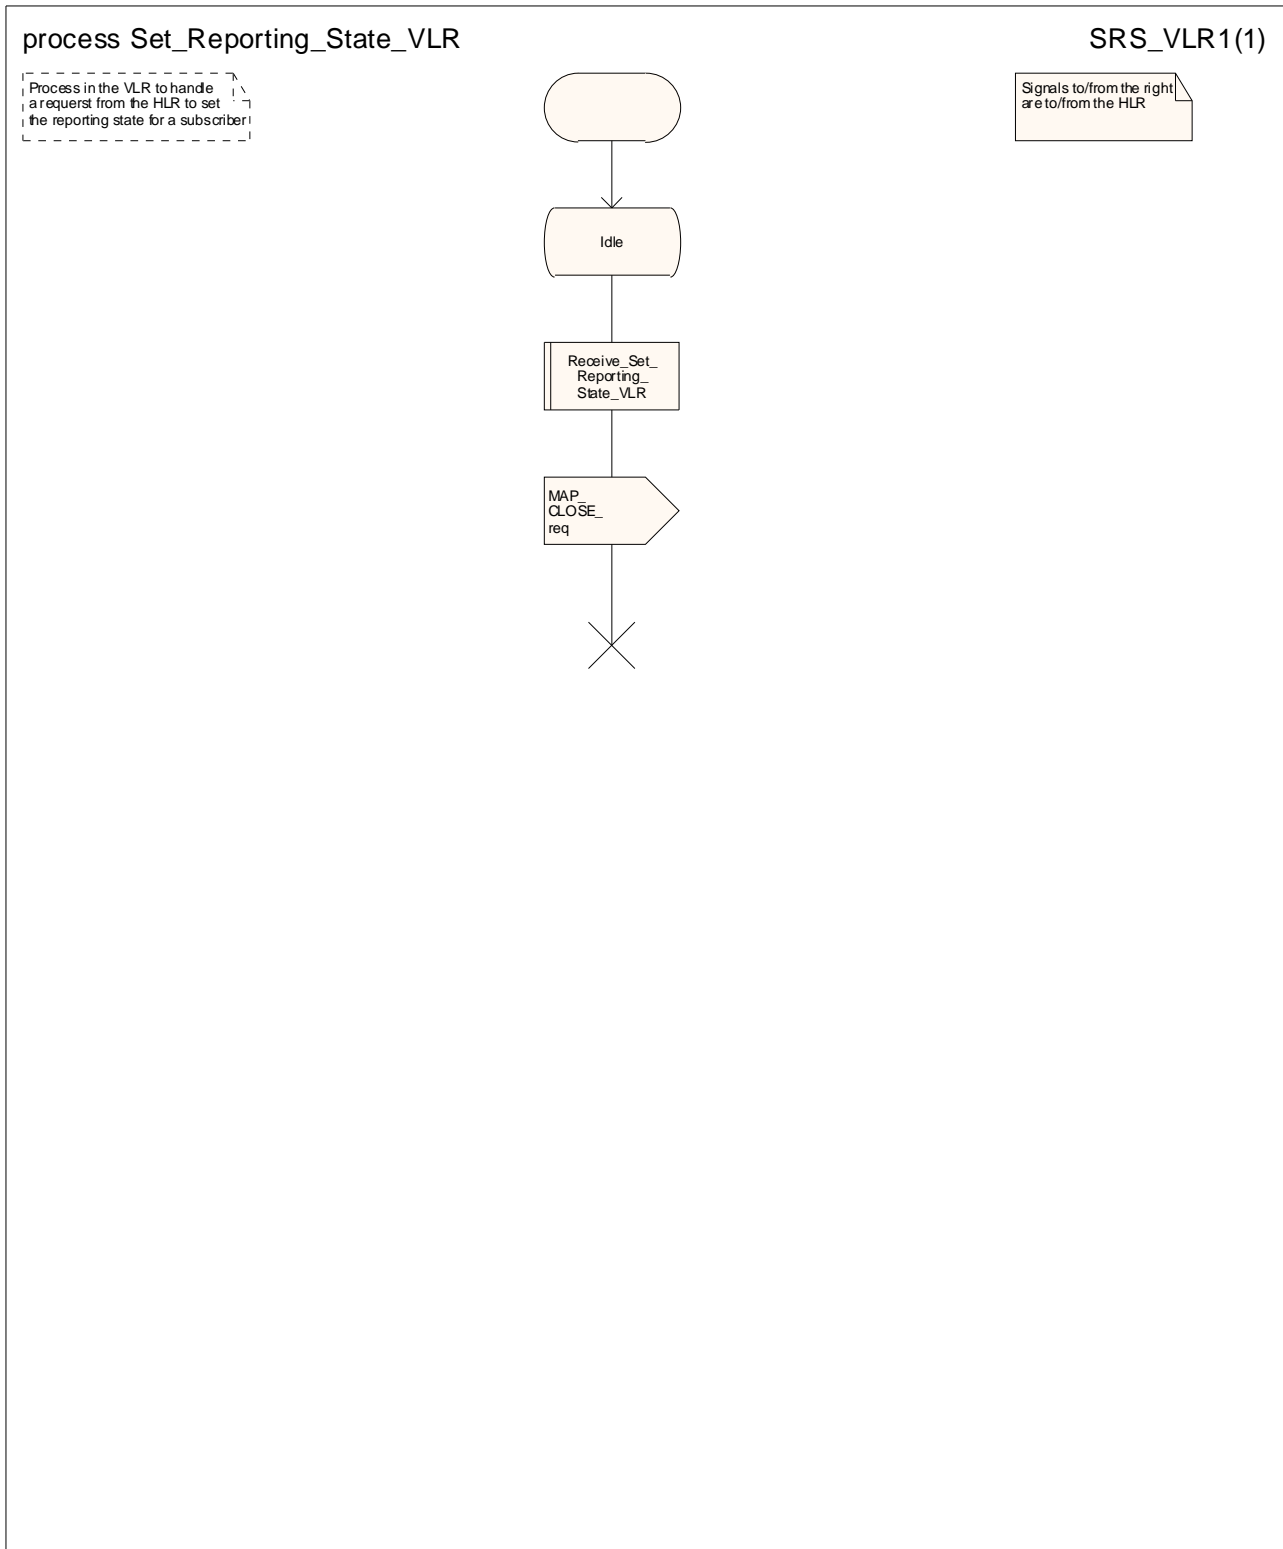 process Set_Reporting_State_VLR
SRS_VLR1(1)
Process in the VLR to handle
a requerst from the HLR to set
the reporting state for a subscriber
Signals to/from the right
are to/from the HLR
Idle
Receive_Set_
Reporting_
State_VLR
MAP_
CLOSE_
req